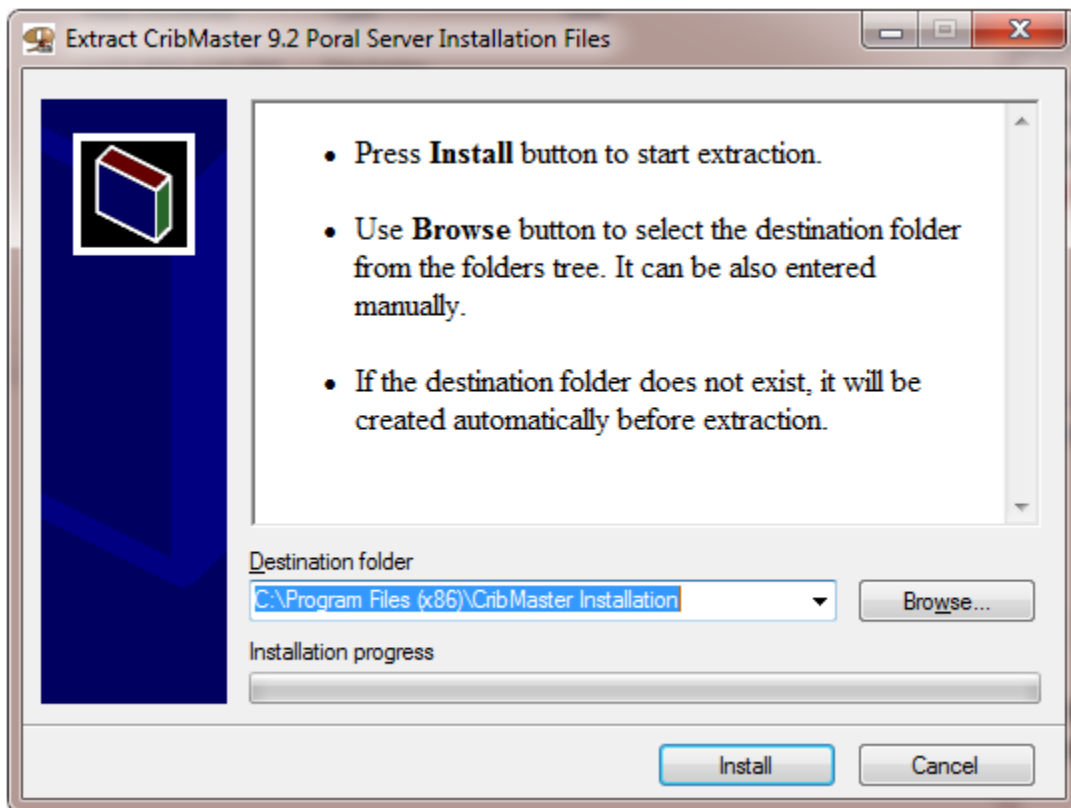 Extract CribMaster 9.2 Poral Server Installation Files
• Press Install button to start extraction.
• Use Browse button to select the destination folder
from the folders tree. It can be also entered
manually.
• If the destination folder does not exist, it will be
created automatically before extraction.
Destination folder
C:\Program Files (x86)\CribMaster Installation
Browse...
Installation progress
Install
Cancel